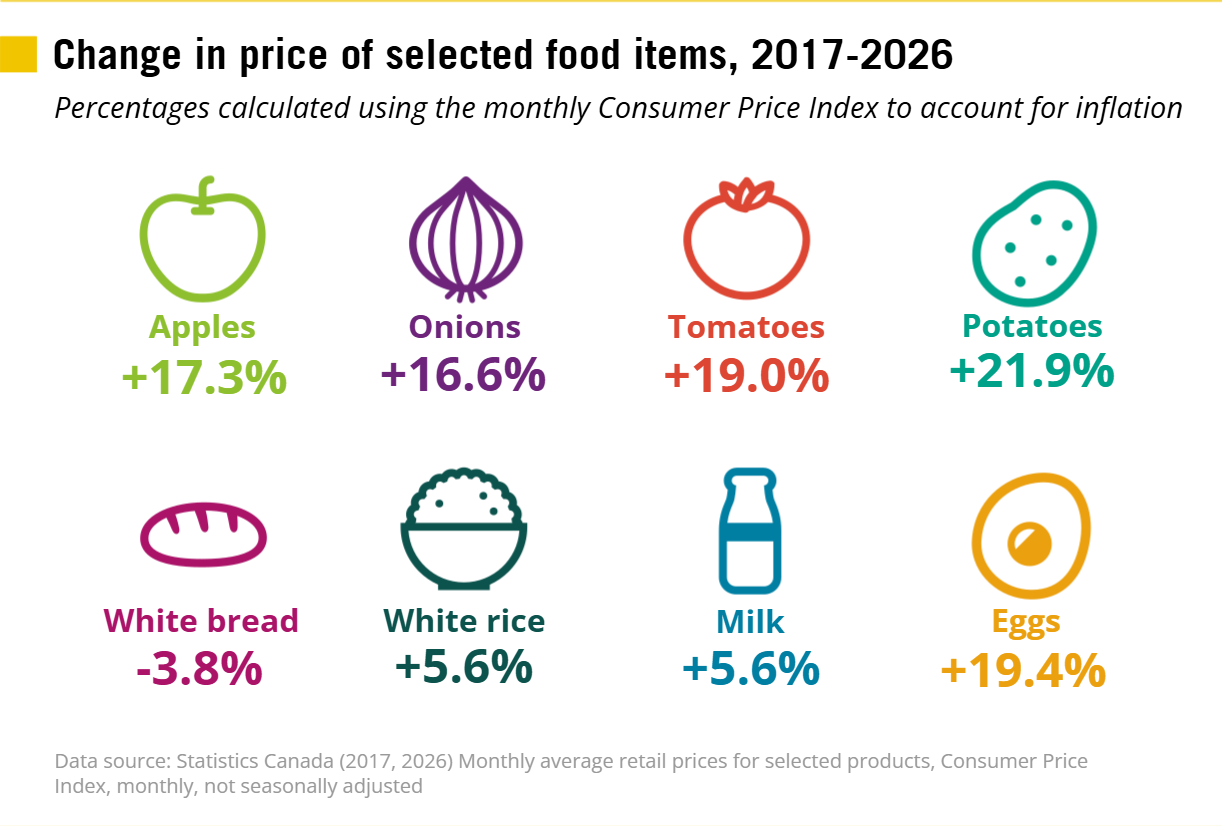 Change in price of selected food items, 2017-2026
Percentages calculated using the monthly Consumer Price Index to account for inflation
Apples
+17.3%
Onions
+16.6%
Tomatoes
+19.0%
Potatoes
+21.9%
White bread
-3.8%
White rice
+5.6%
Milk
+5.6%
Eggs
+19.4%
Data source: Statistics Canada (2017, 2026) Monthly average retail prices for selected products, Consumer Price
Index, monthly, not seasonally adjusted